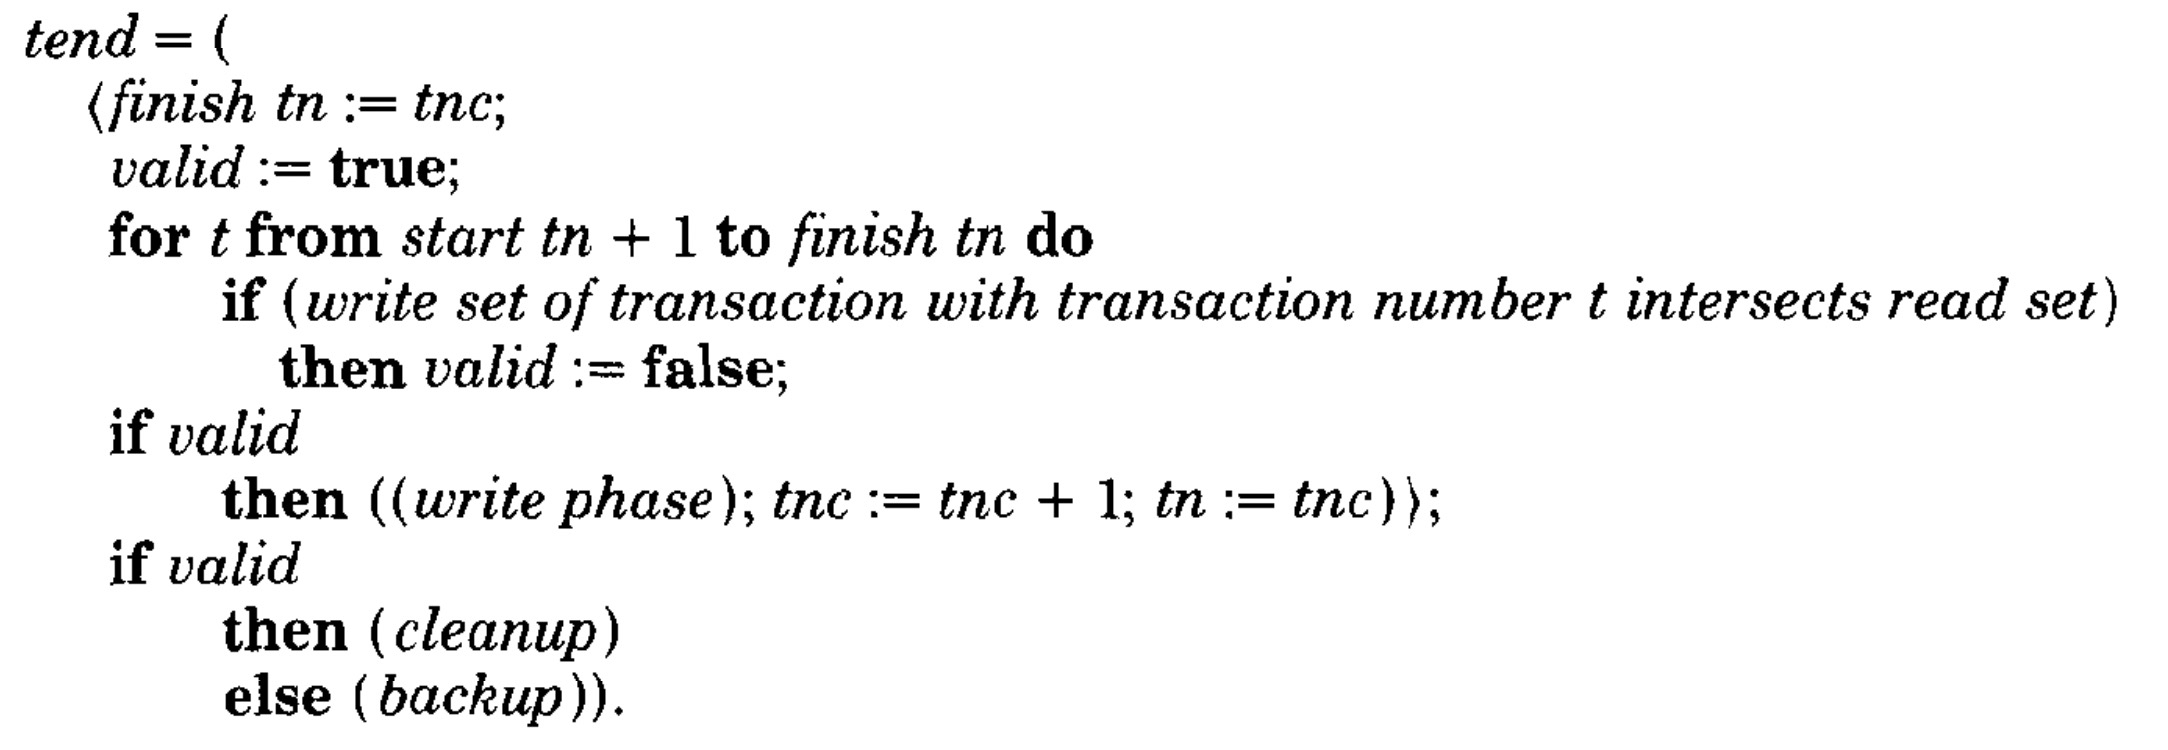 tend = (
⟨finish tn := tnc;
valid := true;
for t from start tn + 1 to finish tn do
if (write set of transaction with transaction number t intersects read set)
then valid := false;
if valid
then ((write phase); tnc := tnc + 1; tn := tnc)⟩;
if valid
then (cleanup)
else (backup)).